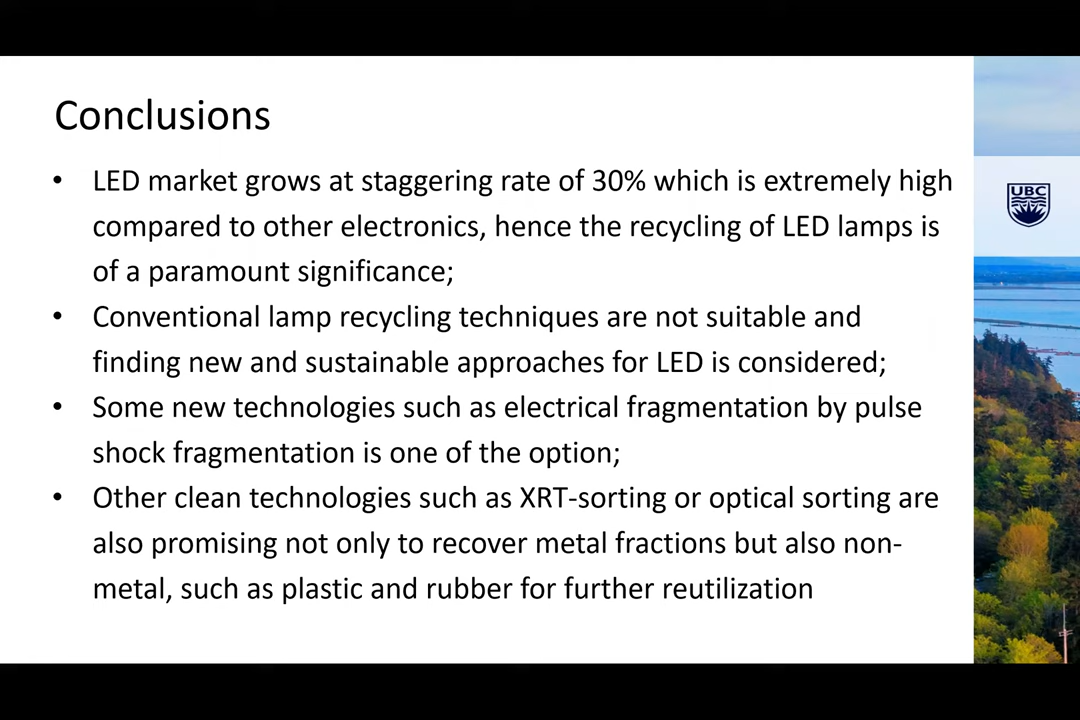 Conclusions
• LED market grows at staggering rate of 30% which is extremely high
compared to other electronics, hence the recycling of LED lamps is
of a paramount significance;
• Conventional lamp recycling techniques are not suitable and
finding new and sustainable approaches for LED is considered;
• Some new technologies such as electrical fragmentation by pulse
shock fragmentation is one of the option;
• Other clean technologies such as XRT-sorting or optical sorting are
also promising not only to recover metal fractions but also non-
metal, such as plastic and rubber for further reutilization
UBC